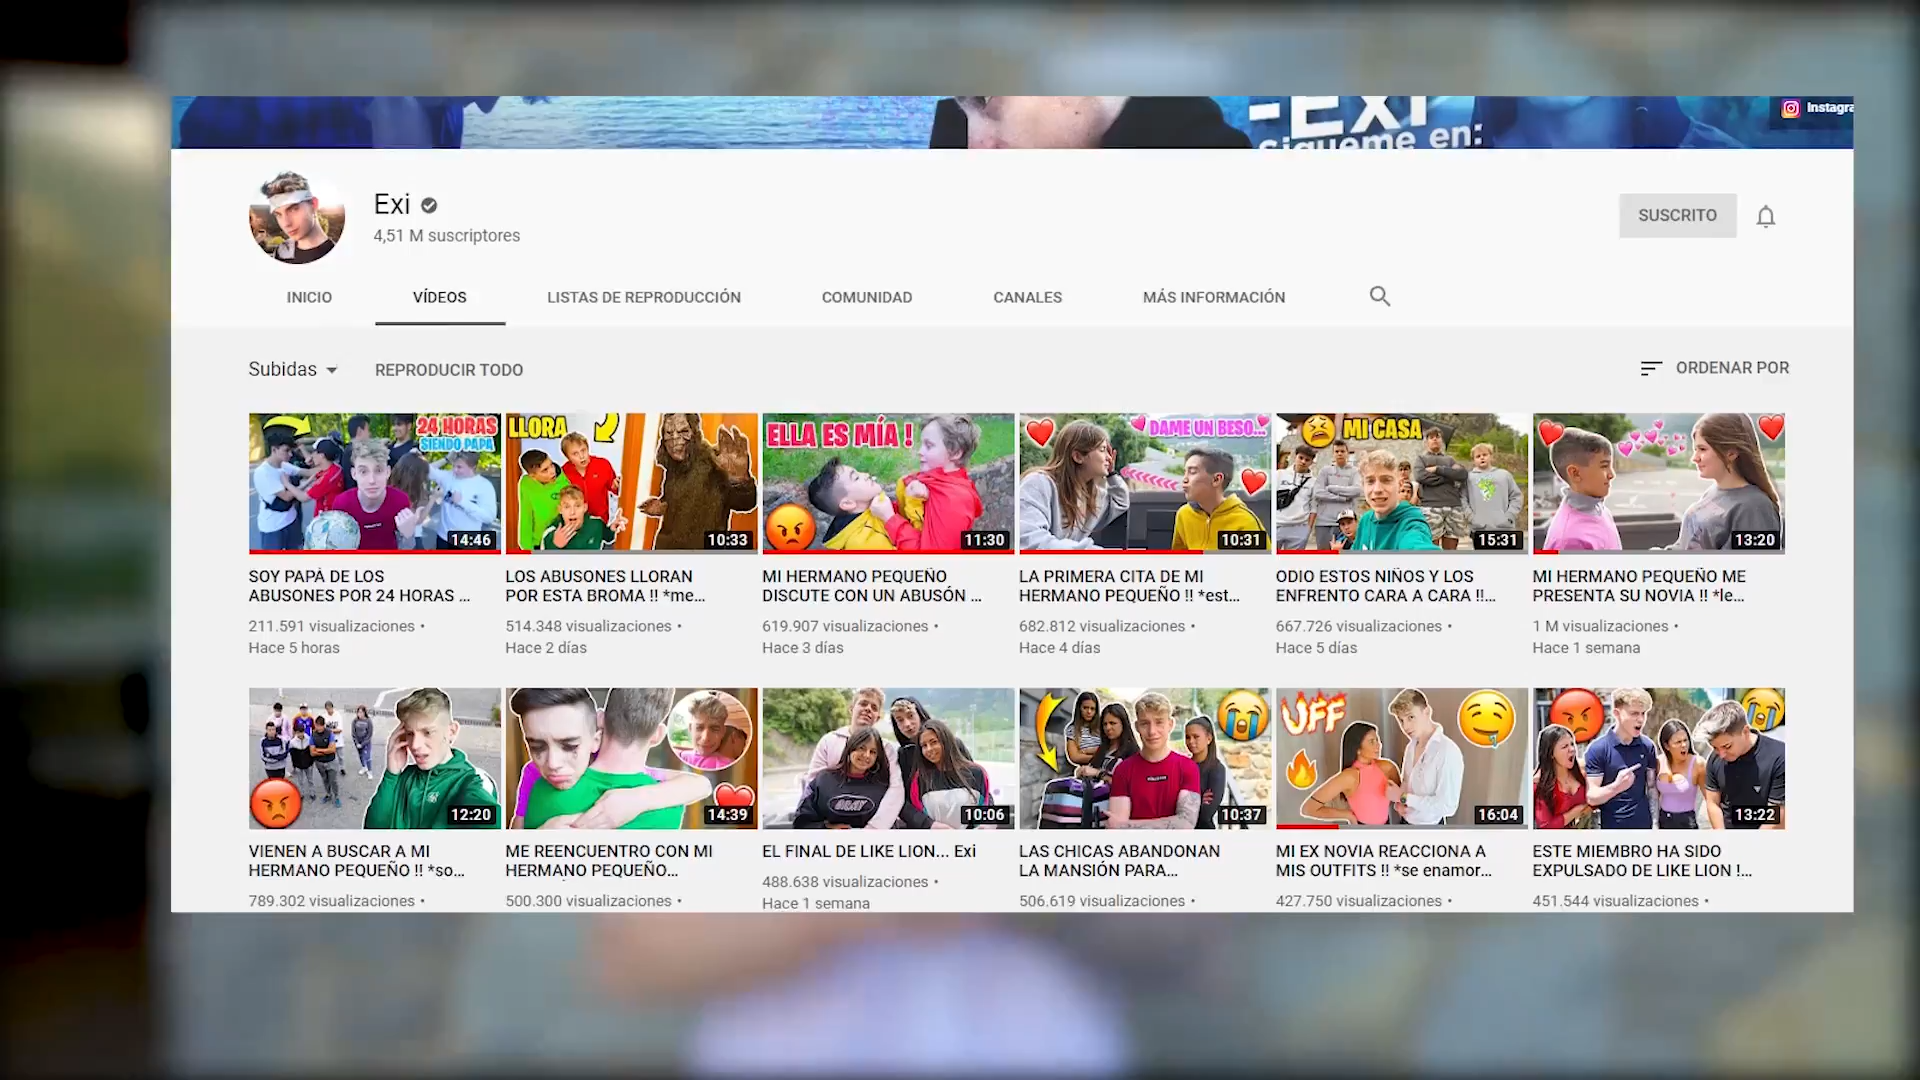 -EXI
Sígueme en:
Instagra
Exi
4,51 M suscriptores
SUSCRITO
INICIO
VÍDEOS
LISTAS DE REPRODUCCIÓN
COMUNIDAD
CANALES
MÁS INFORMACIÓN
Subidas
REPRODUCIR TODO
ORDENAR POR
24 HORAS
SIENDO PAPÁ
14:46
LLORA
10:33
ELLA ES MÍA !
11:30
DAME UN BESO...
10:31
MI CASA
15:31
13:20
SOY PAPÁ DE LOS
ABUSONES POR 24 HORAS ...
211.591 visualizaciones •
Hace 5 horas
LOS ABUSONES LLORAN
POR ESTA BROMA !! *me...
514.348 visualizaciones •
Hace 2 días
MI HERMANO PEQUEÑO
DISCUTE CON UN ABUSÓN ...
619.907 visualizaciones •
Hace 3 días
LA PRIMERA CITA DE MI
HERMANO PEQUEÑO !! *est...
682.812 visualizaciones •
Hace 4 días
ODIO ESTOS NIÑOS Y LOS
ENFRENTO CARA A CARA !!...
667.726 visualizaciones •
Hace 5 días
MI HERMANO PEQUEÑO ME
PRESENTA SU NOVIA !! *le...
1 M visualizaciones •
Hace 1 semana
12:20
14:39
10:06
10:37
UFF
16:04
13:22
VIENEN A BUSCAR A MI
HERMANO PEQUEÑO !! *so...
789.302 visualizaciones •
ME REENCUENTRO CON MI
HERMANO PEQUEÑO...
500.300 visualizaciones •
EL FINAL DE LIKE LION... Exi
488.638 visualizaciones •
Hace 1 semana
LAS CHICAS ABANDONAN
LA MANSIÓN PARA...
506.619 visualizaciones •
MI EX NOVIA REACCIONA A
MIS OUTFITS !! *se enamor...
427.750 visualizaciones •
ESTE MIEMBRO HA SIDO
EXPULSADO DE LIKE LION !...
451.544 visualizaciones •